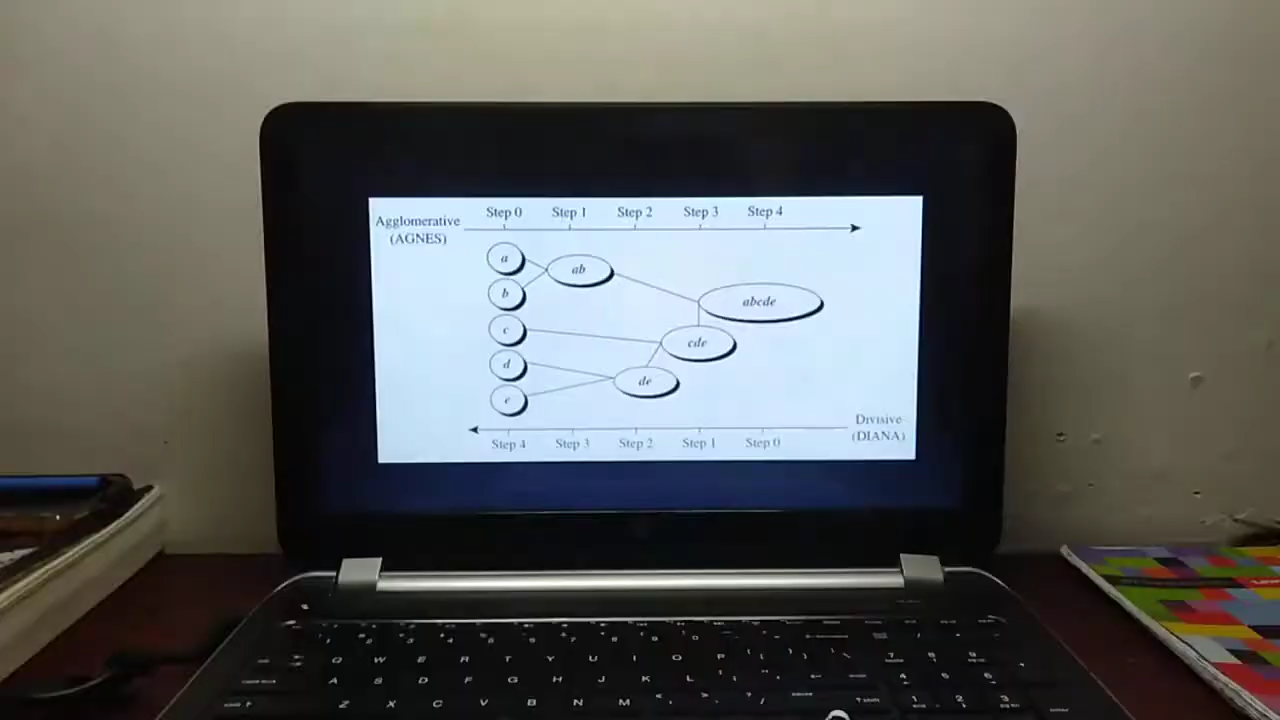 Step 0 Step 1 Step 2 Step 3 Step 4
Agglomerative
(AGNES)
a
ab
b
abcde
c
cde
d
de
e
Divisive
(DIANA)
Step 4 Step 3 Step 2 Step 1 Step 0
Q W E R T Y U I O P
A S D F G H J K L
Z X C V B N M